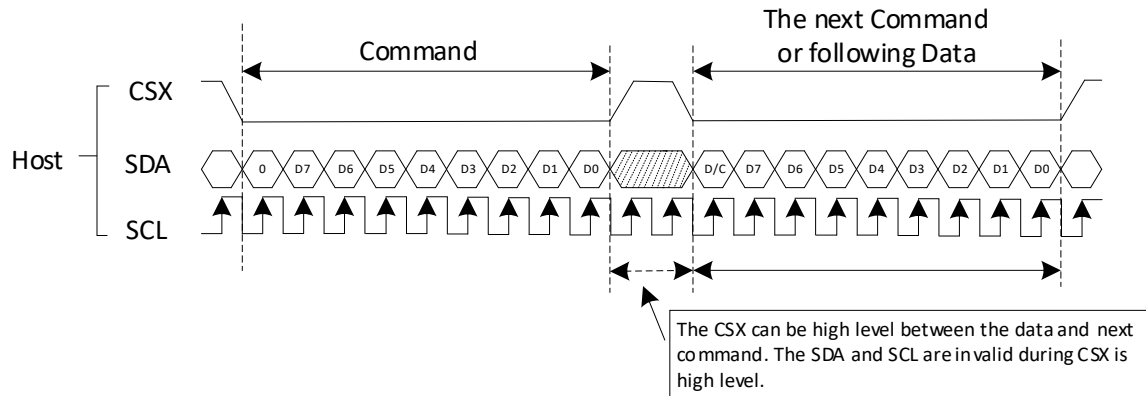 Command
The next Command
or following Data
CSX
Host
SDA
0 D7 D6 D5 D4 D3 D2 D1 D0 D/C D7 D6 D5 D4 D3 D2 D1 D0
SCL
The CSX can be high level between the data and next
command. The SDA and SCL are invalid during CSX is
high level.